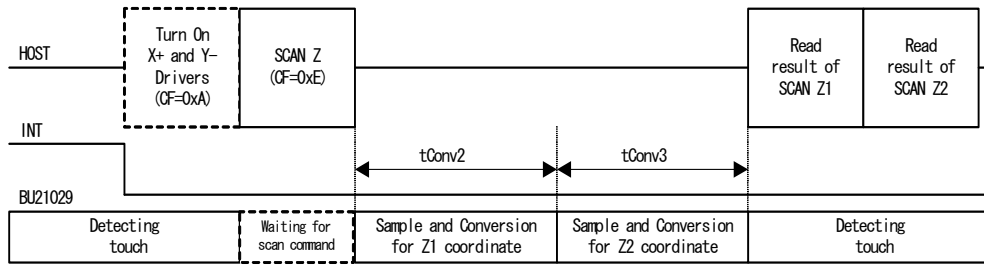 HOST
Turn On
X+ and Y-
Drivers
(CF=0xA)
SCAN Z
(CF=0xE)
Read
result of
SCAN Z1
Read
result of
SCAN Z2
INT
tConv2
tConv3
BU21029
Detecting
touch
Waiting for
scan command
Sample and Conversion
for Z1 coordinate
Sample and Conversion
for Z2 coordinate
Detecting
touch